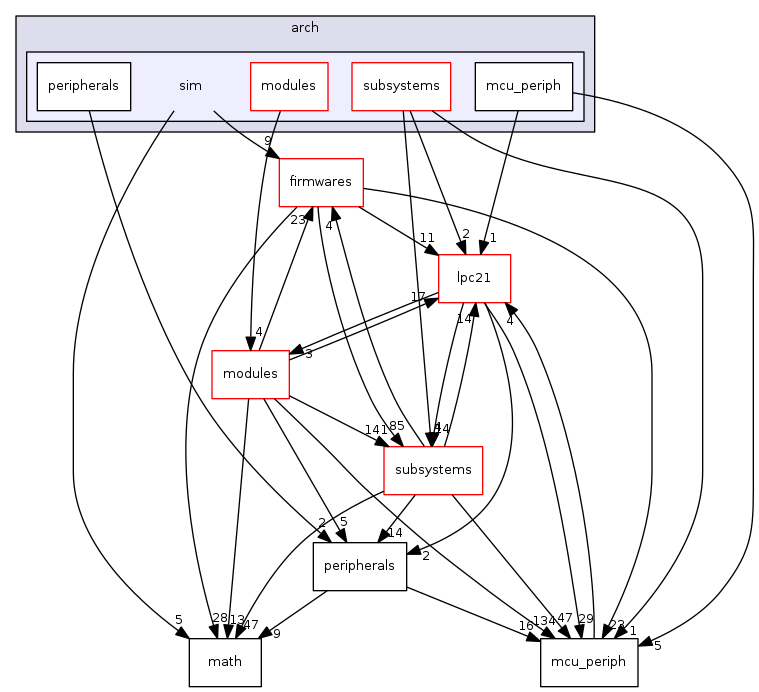 arch
peripherals
sim
modules
subsystems
mcu_periph
9
firmwares
23
4
11
2
1
lpc21
17
14
4
4
3
modules
141
85
subsystems
2
5
14
2
peripherals
5
28
13
47
9
16
134
47
29
23
1
5
math
mcu_periph